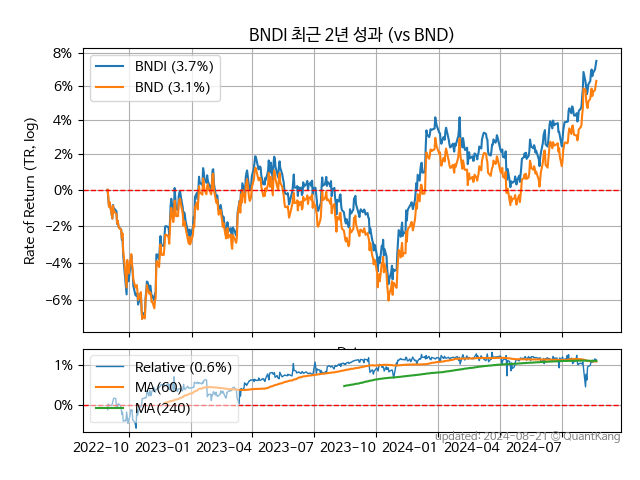 BNDI 최근 2년 성과 (vs BND)
Rate of Return (TR, log)
8%
6%
4%
2%
0%
−2%
−4%
−6%
BNDI (3.7%)
BND (3.1%)
1%
0%
Relative (0.6%)
MA(60)
MA(240)
2022−10 2023−01 2023−04 2023−07 2023−10 2024−01 2024−04 2024−07
updated: 2024-08-21 © QuantKang